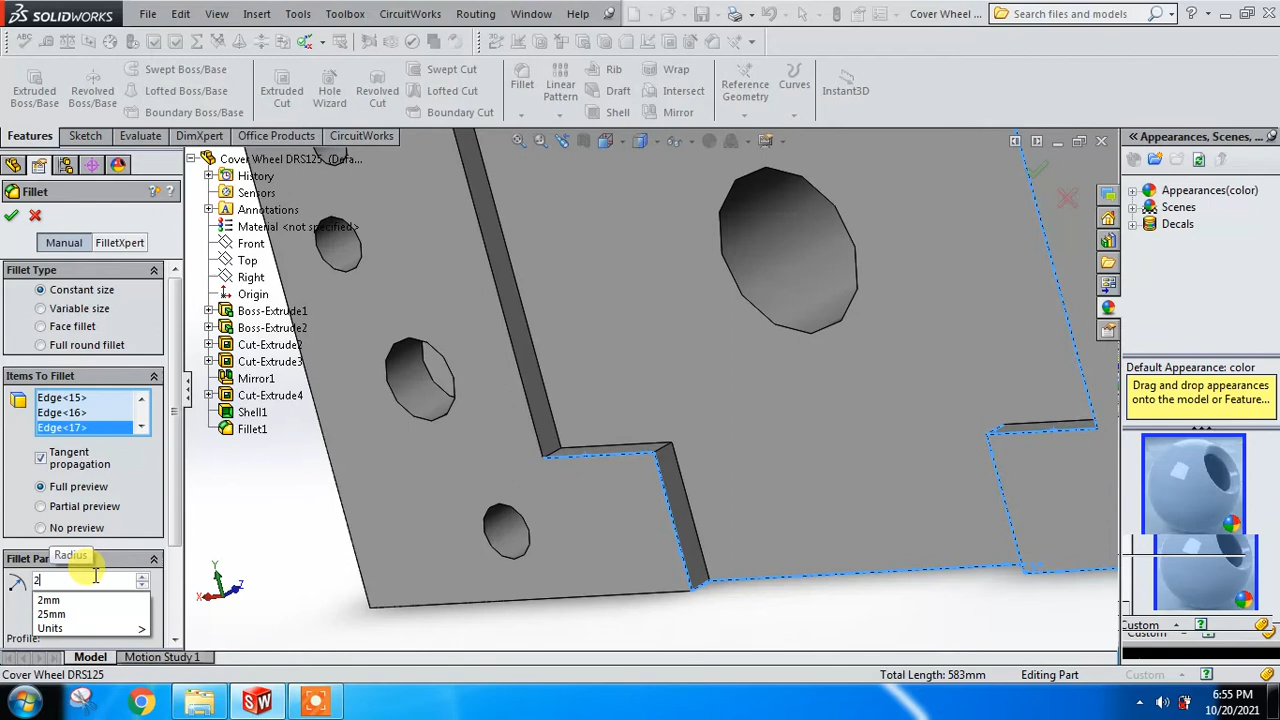 SOLIDWORKS
File Edit View Insert Tools Toolbox CircuitWorks Routing Window Help
Cover Wheel ...
Search files and models
Extruded Boss/Base
Revolved Boss/Base
Swept Boss/Base
Lofted Boss/Base
Boundary Boss/Base
Extruded Cut
Hole Wizard
Revolved Cut
Swept Cut
Lofted Cut
Boundary Cut
Fillet
Linear Pattern
Rib
Draft
Shell
Wrap
Intersect
Mirror
Reference Geometry
Curves
Instant3D
Features Sketch Evaluate DimXpert Office Products CircuitWorks
Fillet
Manual FilletXpert
Fillet Type
Constant size
Variable size
Face fillet
Full round fillet
Items To Fillet
Edge<15>
Edge<16>
Edge<17>
Tangent
propagation
Full preview
Partial preview
No preview
Fillet Par
Radius
2
2mm
25mm
Units >
Profile:
Cover Wheel DRS125 (Defa...
History
Sensors
Annotations
Material <not specified>
Front
Top
Right
Origin
Boss-Extrude1
Boss-Extrude2
Cut-Extrude2
Cut-Extrude3
Mirror1
Cut-Extrude4
Shell1
Fillet1
Y
X
Z
Appearances, Scenes, ...
Appearances(color)
Scenes
Decals
Default Appearance: color
Drag and drop appearances
onto the model or Feature...
Custom
Model Motion Study 1
Cover Wheel DRS125
Total Length: 583mm
Editing Part
Custom
6:55 PM
10/20/2021